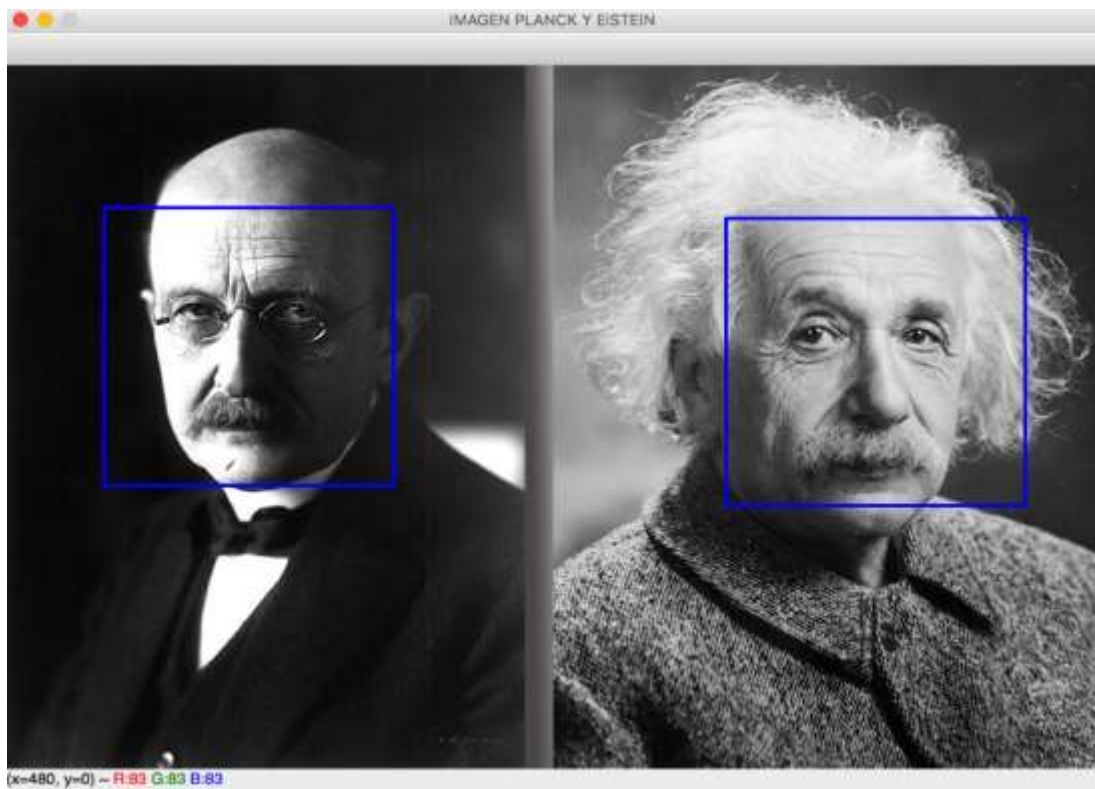 IMAGEN PLANCK Y EiSTEIN
(x=480, y=0) ~ R:83 G:83 B:83